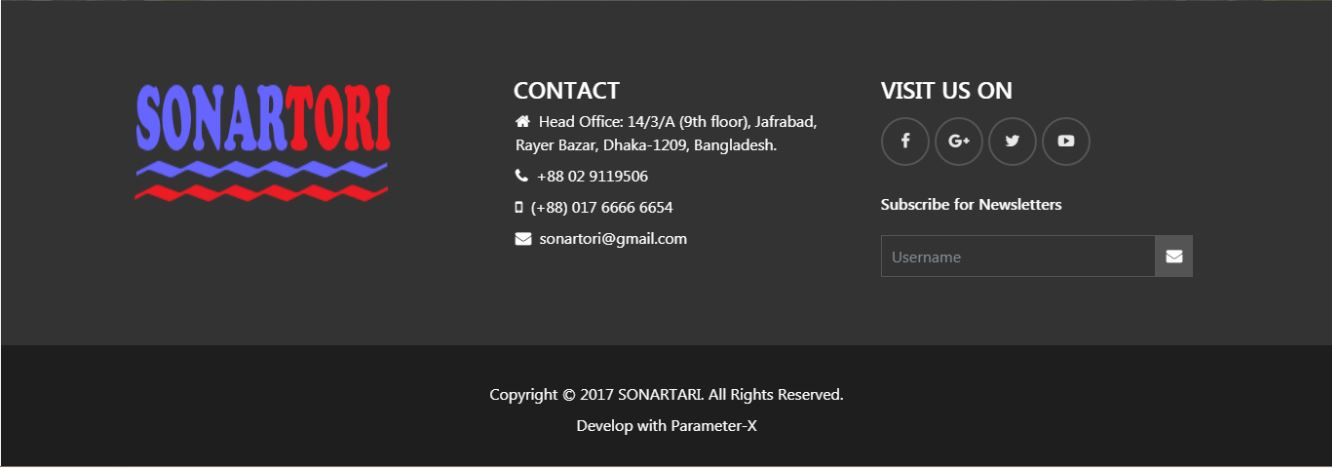 SONARTORI
CONTACT
Head Office: 14/3/A (9th floor), Jafrabad,
Rayer Bazar, Dhaka-1209, Bangladesh.
+88 02 9119506
(+88) 017 6666 6654
sonartori@gmail.com
VISIT US ON
f
G+
Subscribe for Newsletters
Username
Copyright © 2017 SONARTARI. All Rights Reserved.
Develop with Parameter-X